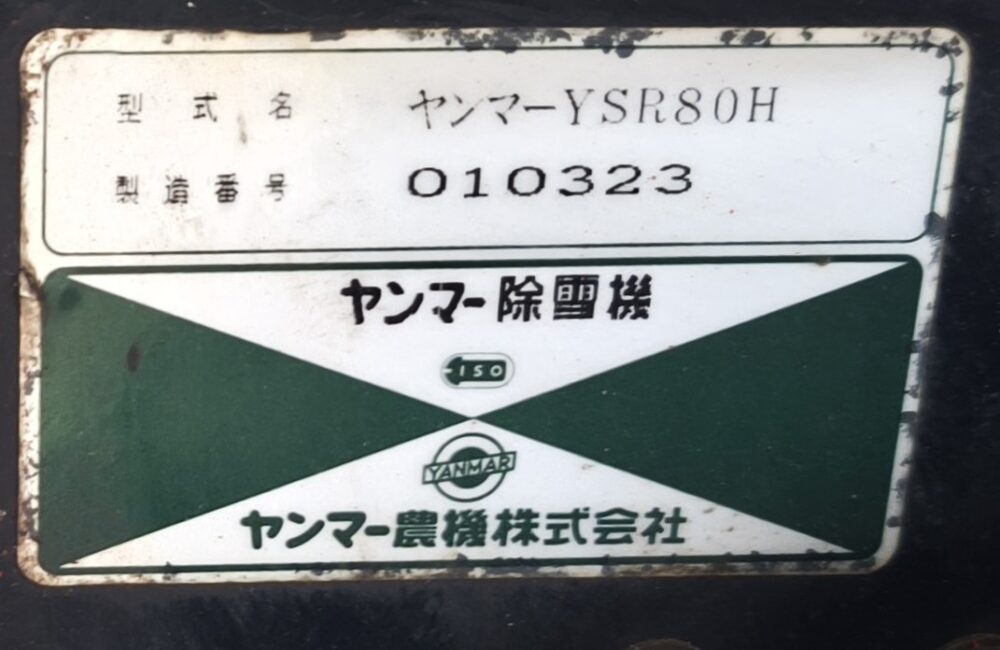 型式名 ヤンマーYSR80H
製造番号 010323
ヤンマー除雪機
ISO
YANMAR
ヤンマー農機株式会社